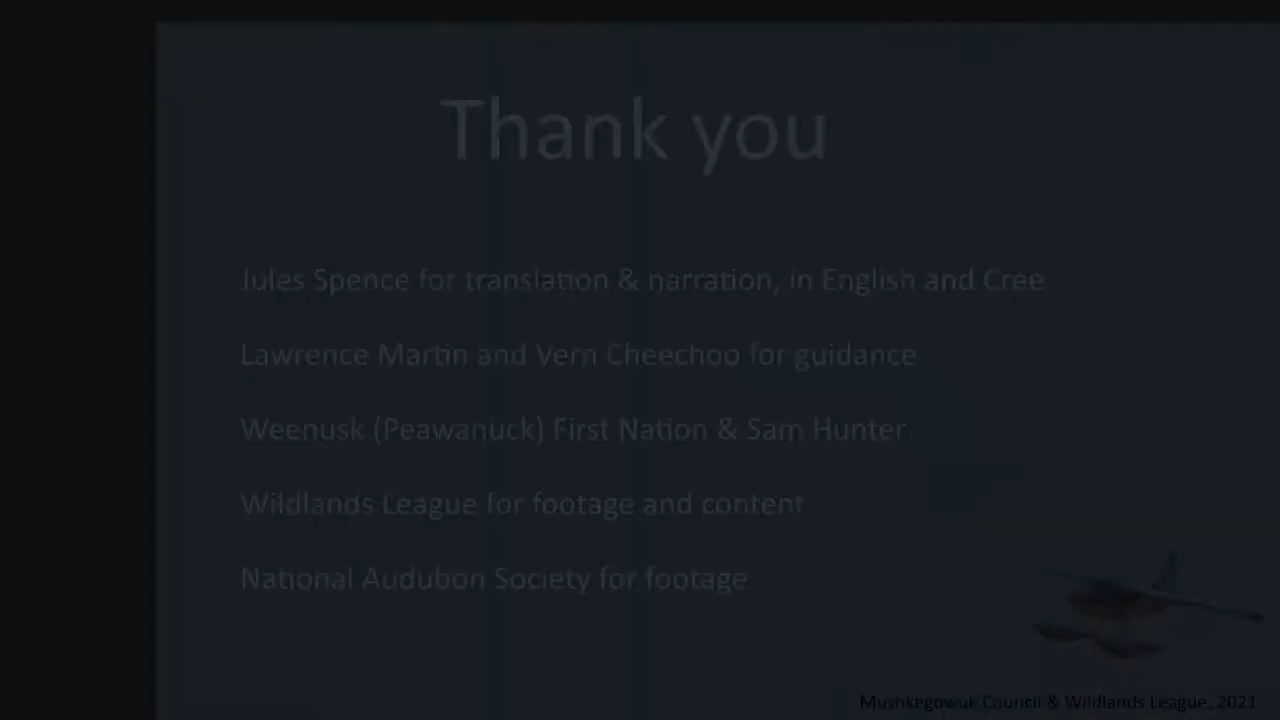 Thank you
Jules Spence for translation & narration, in English and Cree
Lawrence Martin and Vern Cheechoo for guidance
Weenusk (Peawanuck) First Nation & Sam Hunter
Wildlands League for footage and content
National Audubon Society for footage
Mushkegowuk Council & Wildlands League, 2021